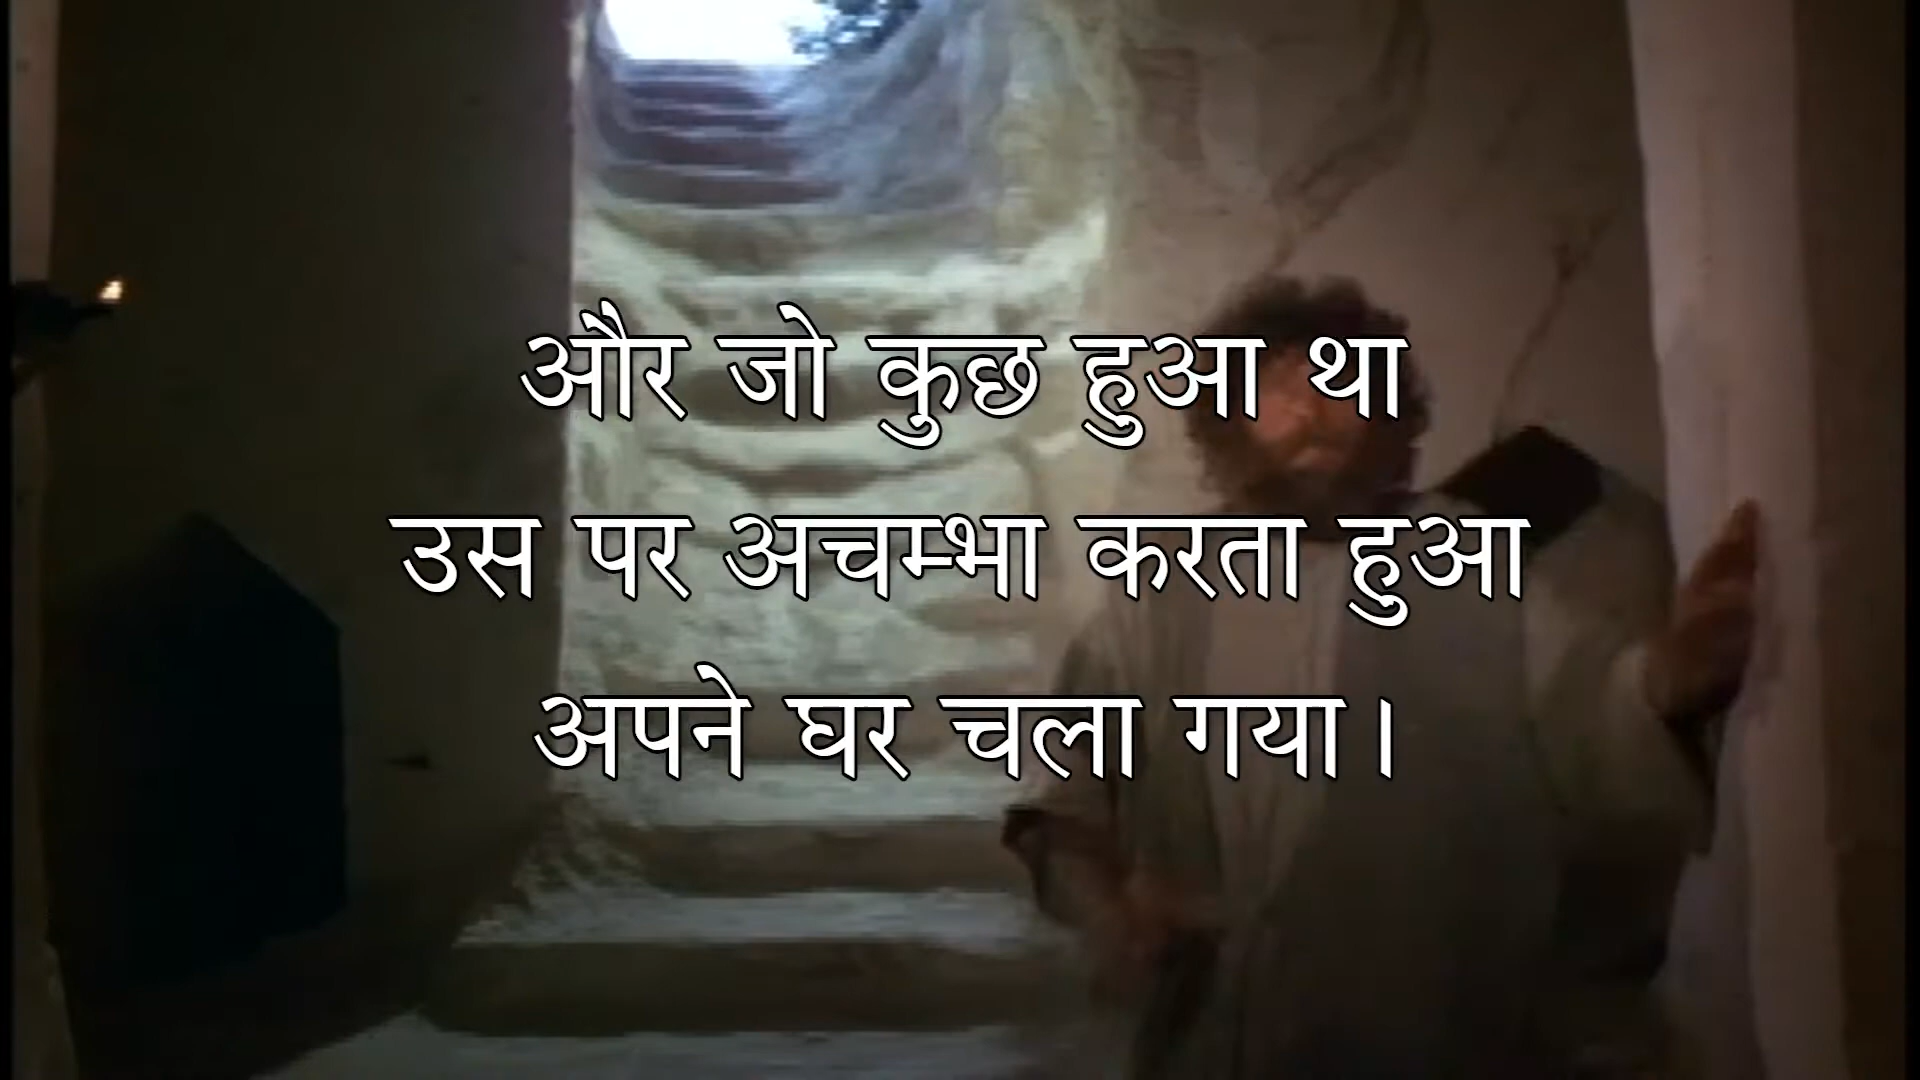 और जो कुछ हुआ था
उस पर अचम्भा करता हुआ
अपने घर चला गया।